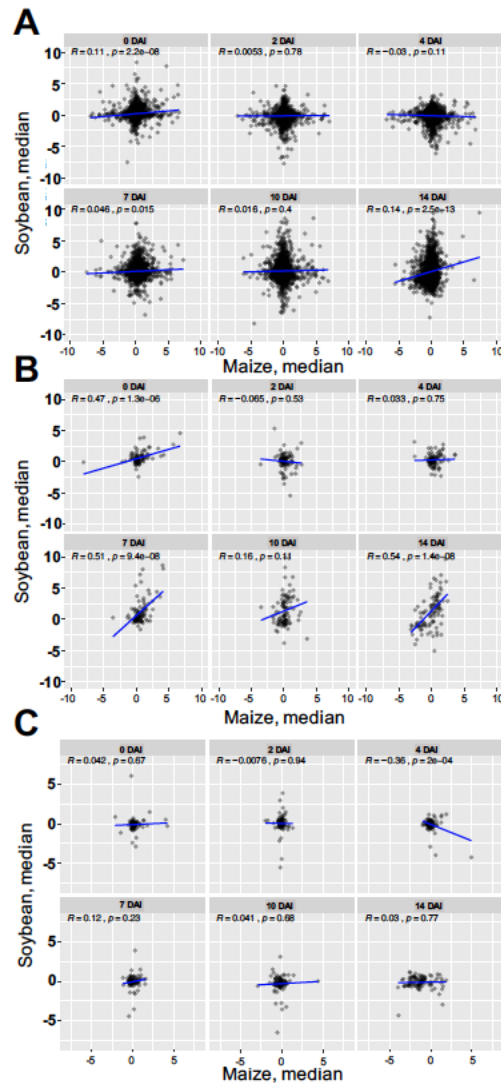 A
0 DAI 2 DAI 4 DAI
R = 0.11 , p = 2.2e−08 R = 0.0053 , p = 0.78 R = −0.03 , p = 0.11
10
5
0
-5
-10
Soybean, median
7 DAI 10 DAI 14 DAI
R = 0.046 , p = 0.015 R = 0.016 , p = 0.4 R = 0.14 , p = 2.5e−13
10
5
0
-5
-10
-10 -5 0 5 10 -10 -5 0 5 10 -10 -5 0 5 10
Maize, median
B
0 DAI 2 DAI 4 DAI
R = 0.47 , p = 1.3e−06 R = −0.065 , p = 0.53 R = 0.033 , p = 0.75
10
5
0
-5
-10
Soybean, median
7 DAI 10 DAI 14 DAI
R = 0.51 , p = 9.4e−08 R = 0.16 , p = 0.11 R = 0.54 , p = 1.4e−08
10
5
0
-5
-10
-10 -5 0 5 10 -10 -5 0 5 10 -10 -5 0 5 10
Maize, median
C
0 DAI 2 DAI 4 DAI
R = 0.042 , p = 0.67 R = −0.0076 , p = 0.94 R = −0.36 , p = 2e−04
5
0
-5
Soybean, median
7 DAI 10 DAI 14 DAI
R = 0.12 , p = 0.23 R = 0.041 , p = 0.68 R = 0.03 , p = 0.77
5
0
-5
-5 0 5 -5 0 5 -5 0 5
Maize, median